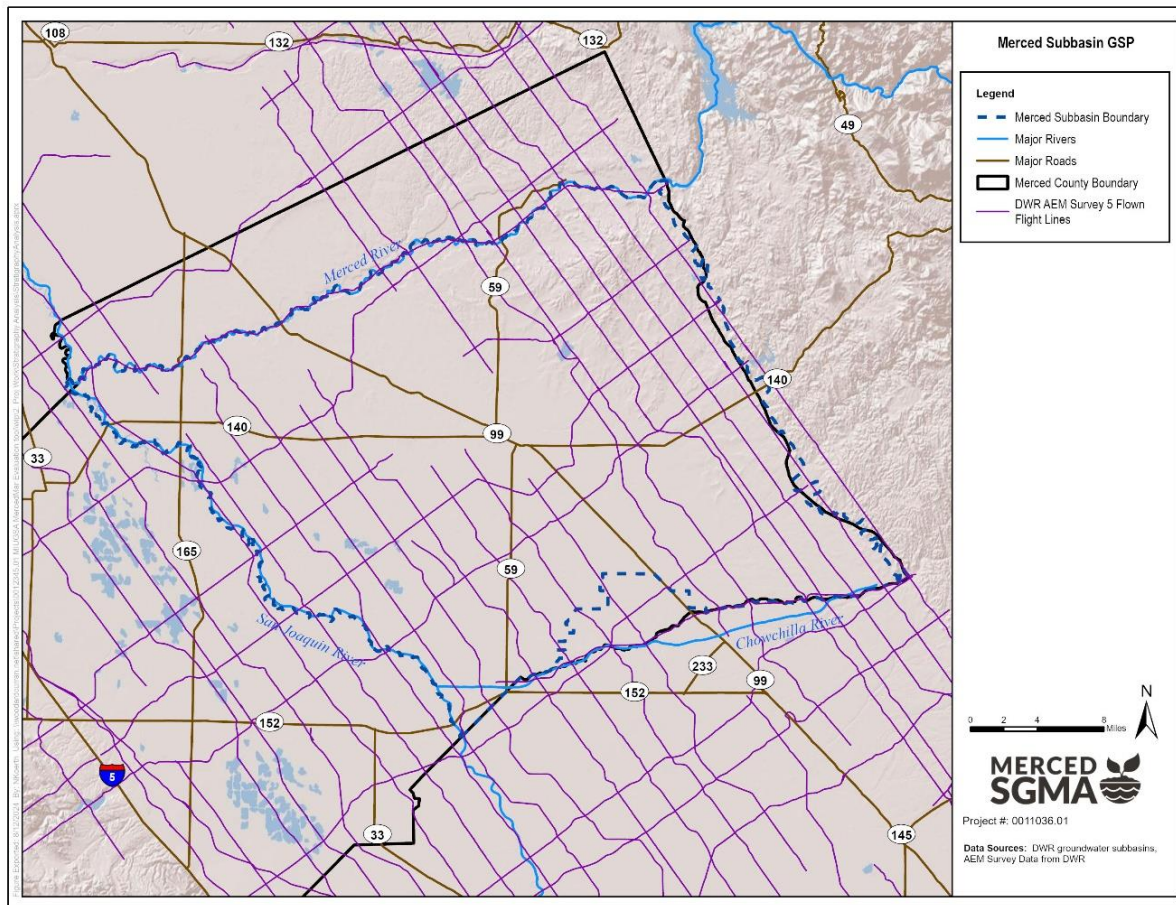 108
132
132
49
Merced River
59
140
140
99
33
165
59
San Joaquin River
Chowchilla River
233
99
152
152
5
33
145
Merced Subbasin GSP
Legend
Merced Subbasin Boundary
Major Rivers
Major Roads
Merced County Boundary
DWR AEM Survey 5 Flown
Flight Lines
N
0 2 4 8
Miles
MERCED
SGMA
Project #: 0011036.01
Data Sources: DWR groundwater subbasins,
AEM Survey Data from DWR